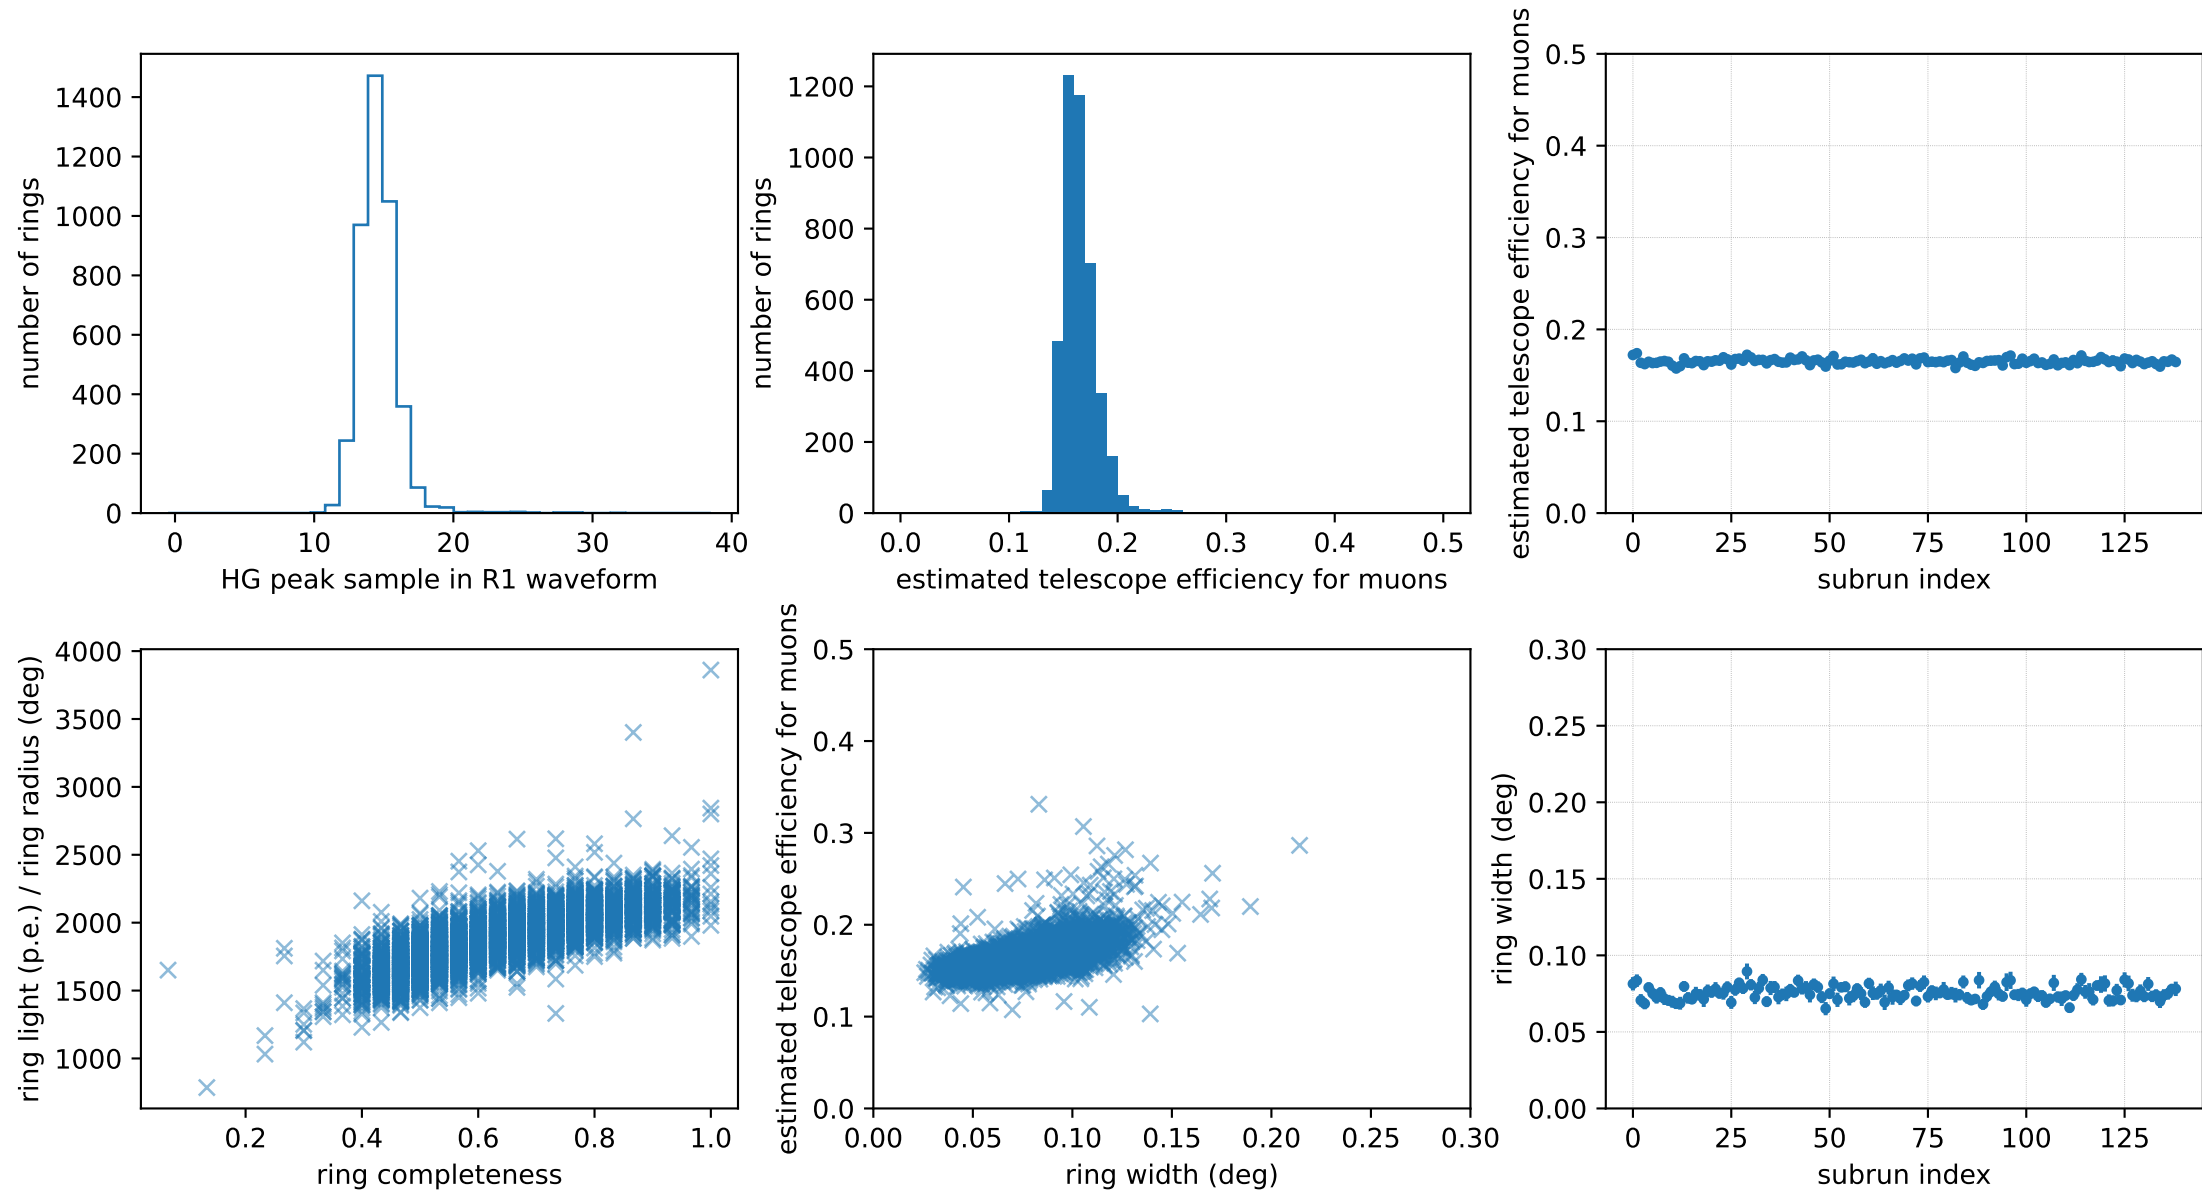 number of rings
1400
1200
1000
800
600
400
200
0
0 10 20 30 40
HG peak sample in R1 waveform
number of rings
1200
1000
800
600
400
200
0
0.0 0.1 0.2 0.3 0.4 0.5
estimated telescope efficiency for muons
estimated telescope efficiency for muons
0.5
0.4
0.3
0.2
0.1
0.0
0 25 50 75 100 125
subrun index
ring light (p.e.) / ring radius (deg)
4000
3500
3000
2500
2000
1500
1000
0.2 0.4 0.6 0.8 1.0
ring completeness
estimated telescope efficiency for muons
0.5
0.4
0.3
0.2
0.1
0.0
0.00 0.05 0.10 0.15 0.20 0.25 0.30
ring width (deg)
ring width (deg)
0.30
0.25
0.20
0.15
0.10
0.05
0.00
0 25 50 75 100 125
subrun index